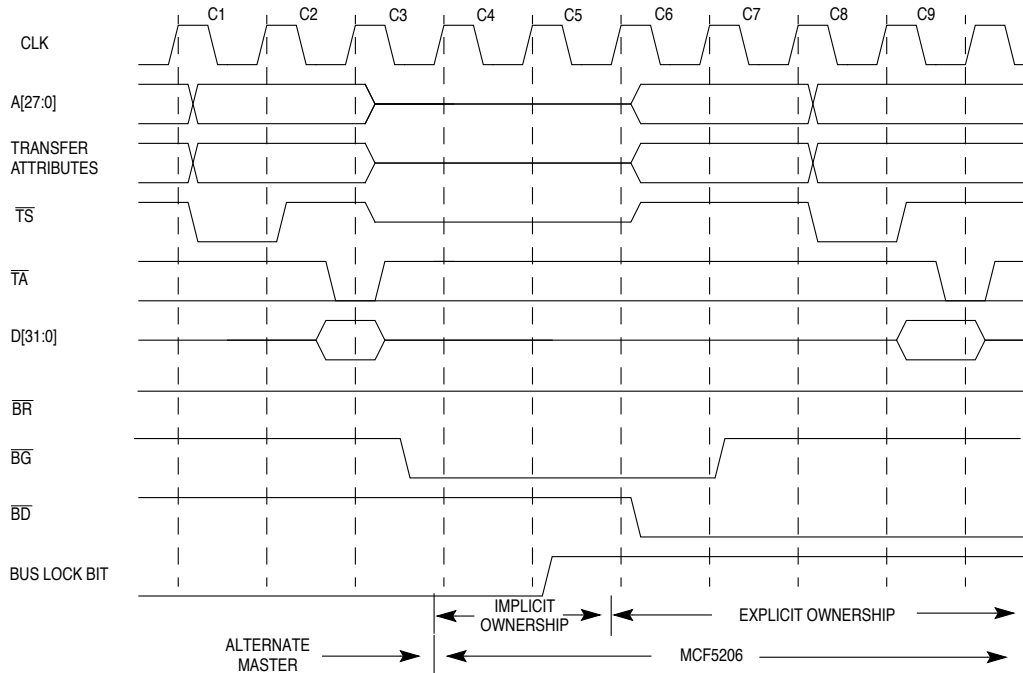 C1 C2 C3 C4 C5 C6 C7 C8 C9
CLK
A[27:0]
TRANSFER
ATTRIBUTES
TS
TA
D[31:0]
BR
BG
BD
BUS LOCK BIT
IMPLICIT
OWNERSHIP
EXPLICIT OWNERSHIP
ALTERNATE
MASTER
MCF5206